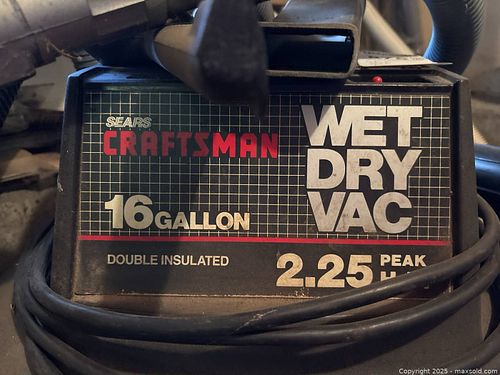 SEARS
CRAFTSMAN
WET
DRY
VAC
16 GALLON
DOUBLE INSULATED
2.25 PEAK
Copyright 2025 - maxsold.com